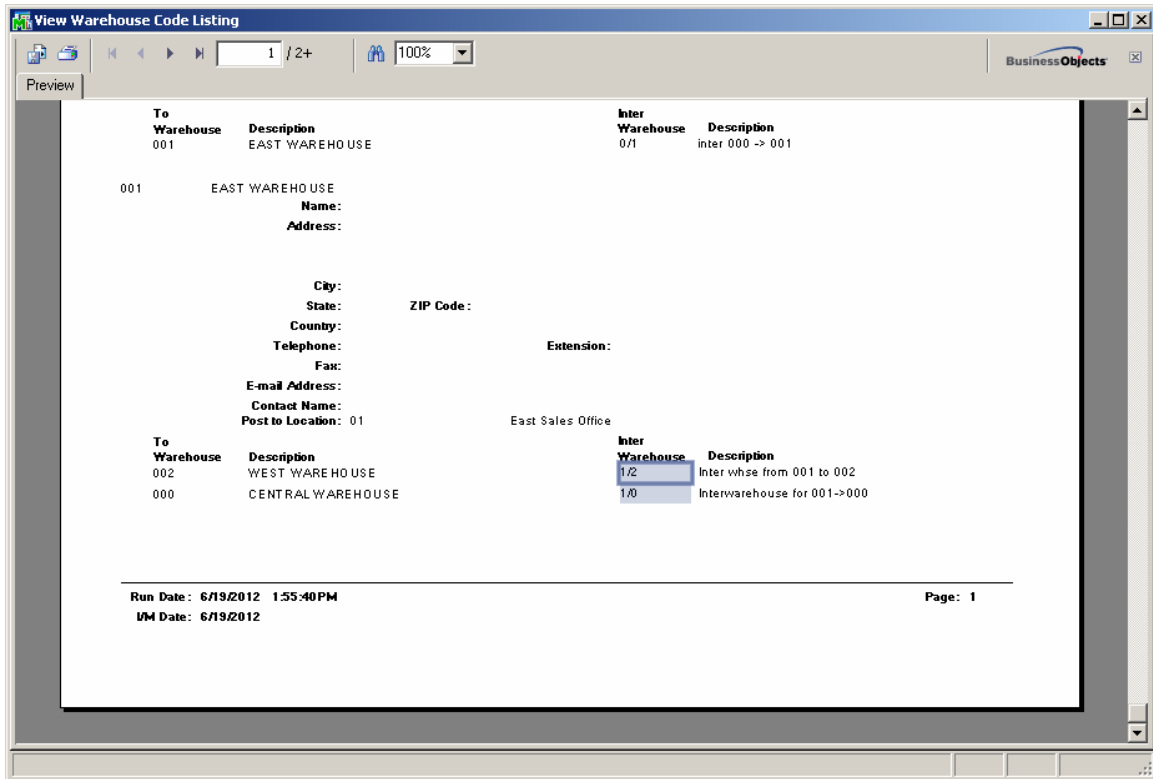 View Warehouse Code Listing
1 / 2+ 100% BusinessObjects
Preview
To Inter
Warehouse Description Warehouse Description
001 EAST WAREHOUSE 0/1 inter 000 -> 001
001 EAST WAREHOUSE
Name:
Address:
City:
State: ZIP Code:
Country:
Telephone: Extension:
Fax:
E-mail Address:
Contact Name:
Post to Location: 01 East Sales Office
To Inter
Warehouse Description Warehouse Description
002 WEST WAREHOUSE 1/2 Inter whse from 001 to 002
000 CENTRAL WAREHOUSE 1/0 Interwarehouse for 001->000
Run Date: 6/19/2012 1:55:40PM Page: 1
I/M Date: 6/19/2012